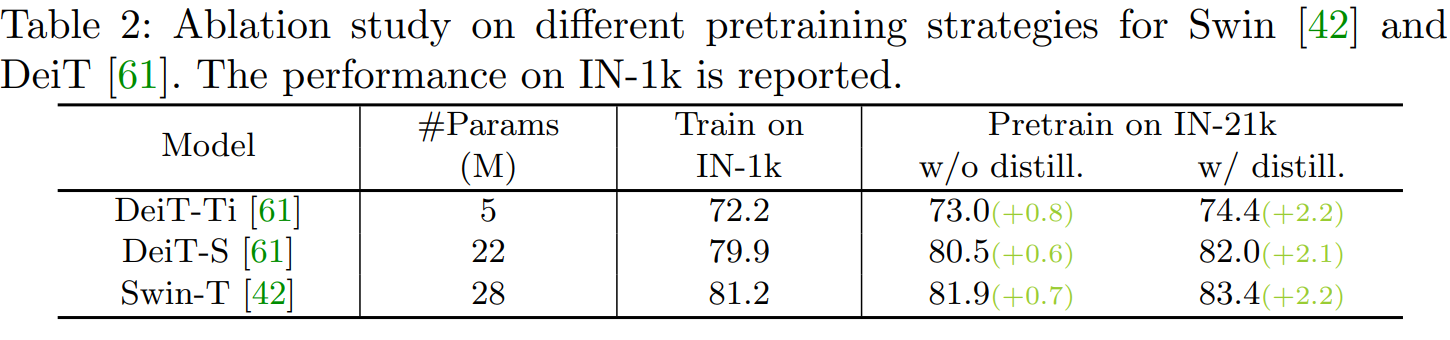 Table 2: Ablation study on different pretraining strategies for Swin [42] and
DeiT [61]. The performance on IN-1k is reported.
Model #Params (M) Train on IN-1k Pretrain on IN-21k
w/o distill. w/ distill.
DeiT-Ti [61] 5 72.2 73.0(+0.8) 74.4(+2.2)
DeiT-S [61] 22 79.9 80.5(+0.6) 82.0(+2.1)
Swin-T [42] 28 81.2 81.9(+0.7) 83.4(+2.2)